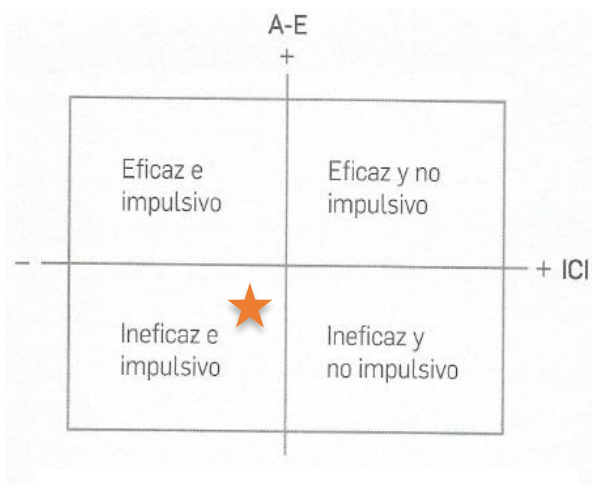 A-E
+
Eficaz e
impulsivo
Eficaz y no
impulsivo
-
+ ICI
Ineficaz e
impulsivo
Ineficaz y
no impulsivo